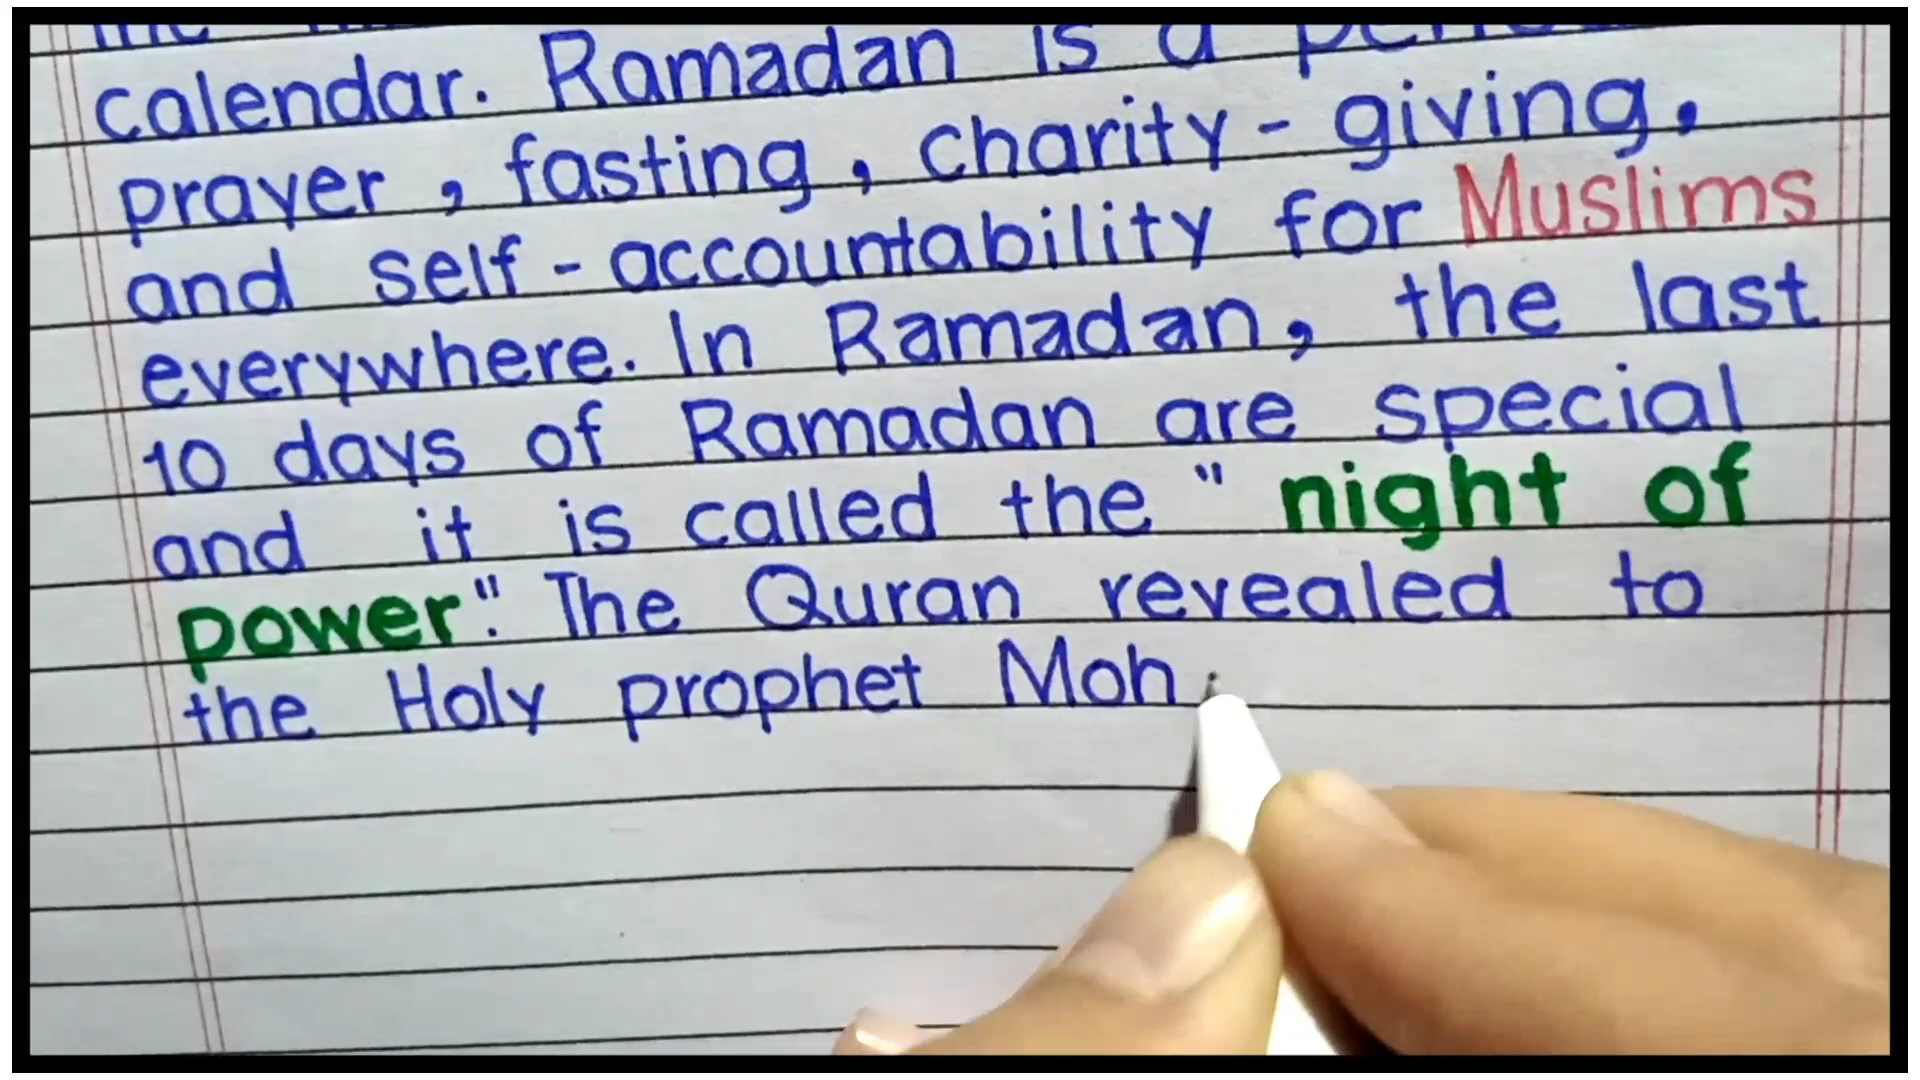 calendar. Ramadan is a
prayer, fasting, charity-giving,
and self-accountability for Muslims
everywhere. In Ramadan, the last
10 days of Ramadan are special
and it is called the "night of
power". The Quran revealed to
the Holy prophet Moh